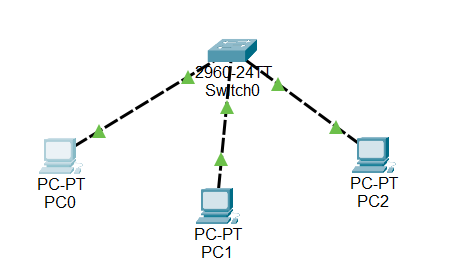 2960-24TT
Switch0
PC-PT
PC0
PC-PT
PC1
PC-PT
PC2